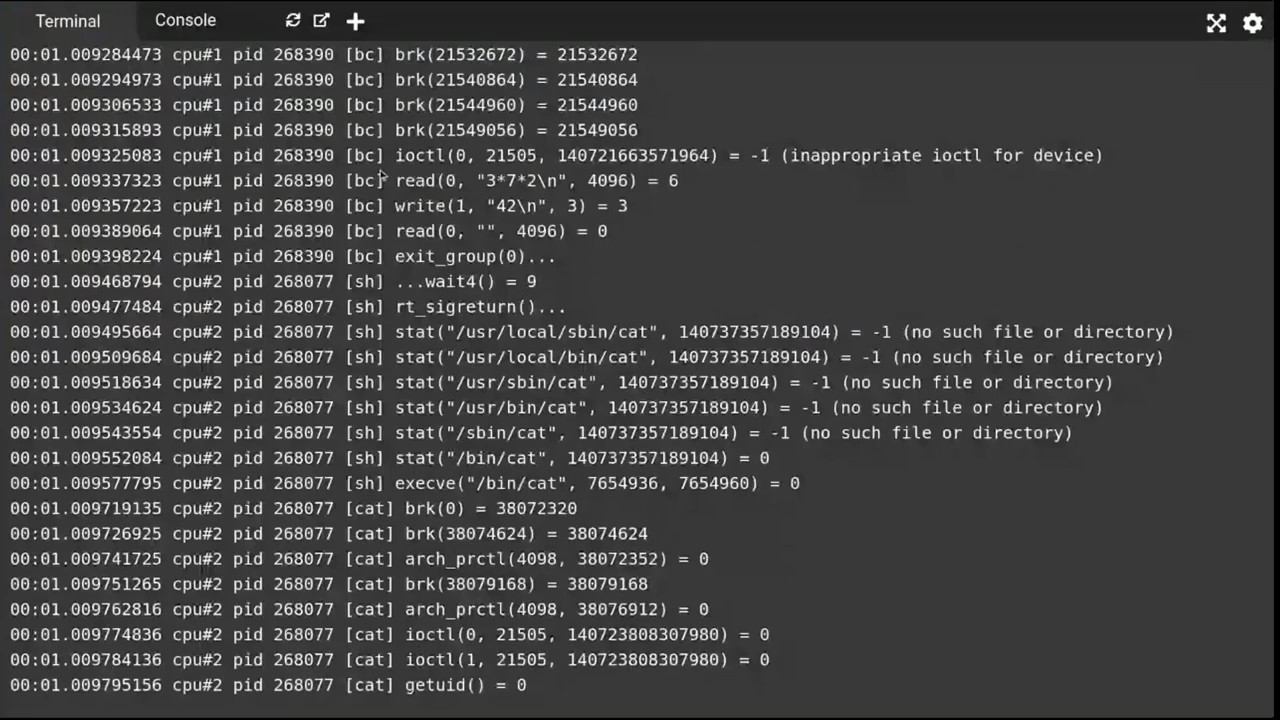 Terminal Console
00:01.009284473 cpu#1 pid 268390 [bc] brk(21532672) = 21532672
00:01.009294973 cpu#1 pid 268390 [bc] brk(21540864) = 21540864
00:01.009306533 cpu#1 pid 268390 [bc] brk(21544960) = 21544960
00:01.009315893 cpu#1 pid 268390 [bc] brk(21549056) = 21549056
00:01.009325083 cpu#1 pid 268390 [bc] ioctl(0, 21505, 140721663571964) = -1 (inappropriate ioctl for device)
00:01.009337323 cpu#1 pid 268390 [bc] read(0, "3*7*2\n", 4096) = 6
00:01.009357223 cpu#1 pid 268390 [bc] write(1, "42\n", 3) = 3
00:01.009389064 cpu#1 pid 268390 [bc] read(0, "", 4096) = 0
00:01.009398224 cpu#1 pid 268390 [bc] exit_group(0)...
00:01.009468794 cpu#2 pid 268077 [sh] ...wait4() = 9
00:01.009477484 cpu#2 pid 268077 [sh] rt_sigreturn()...
00:01.009495664 cpu#2 pid 268077 [sh] stat("/usr/local/sbin/cat", 140737357189104) = -1 (no such file or directory)
00:01.009509684 cpu#2 pid 268077 [sh] stat("/usr/local/bin/cat", 140737357189104) = -1 (no such file or directory)
00:01.009518634 cpu#2 pid 268077 [sh] stat("/usr/sbin/cat", 140737357189104) = -1 (no such file or directory)
00:01.009534624 cpu#2 pid 268077 [sh] stat("/usr/bin/cat", 140737357189104) = -1 (no such file or directory)
00:01.009543554 cpu#2 pid 268077 [sh] stat("/sbin/cat", 140737357189104) = -1 (no such file or directory)
00:01.009552084 cpu#2 pid 268077 [sh] stat("/bin/cat", 140737357189104) = 0
00:01.009577795 cpu#2 pid 268077 [sh] execve("/bin/cat", 7654936, 7654960) = 0
00:01.009719135 cpu#2 pid 268077 [cat] brk(0) = 38072320
00:01.009726925 cpu#2 pid 268077 [cat] brk(38074624) = 38074624
00:01.009741725 cpu#2 pid 268077 [cat] arch_prctl(4098, 38072352) = 0
00:01.009751265 cpu#2 pid 268077 [cat] brk(38079168) = 38079168
00:01.009762816 cpu#2 pid 268077 [cat] arch_prctl(4098, 38076912) = 0
00:01.009774836 cpu#2 pid 268077 [cat] ioctl(0, 21505, 140723808307980) = 0
00:01.009784136 cpu#2 pid 268077 [cat] ioctl(1, 21505, 140723808307980) = 0
00:01.009795156 cpu#2 pid 268077 [cat] getuid() = 0